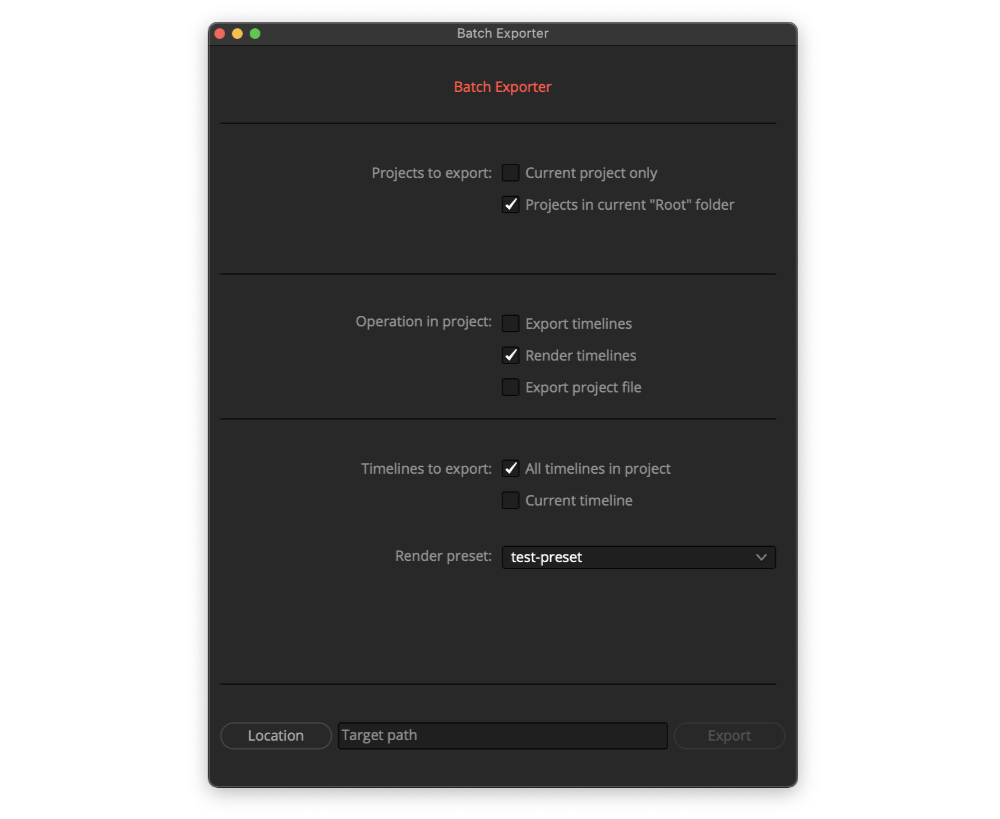 Batch Exporter
Batch Exporter
Projects to export: Current project only
Projects in current "Root" folder
Operation in project: Export timelines
Render timelines
Export project file
Timelines to export: All timelines in project
Current timeline
Render preset: test-preset
Location Target path Export